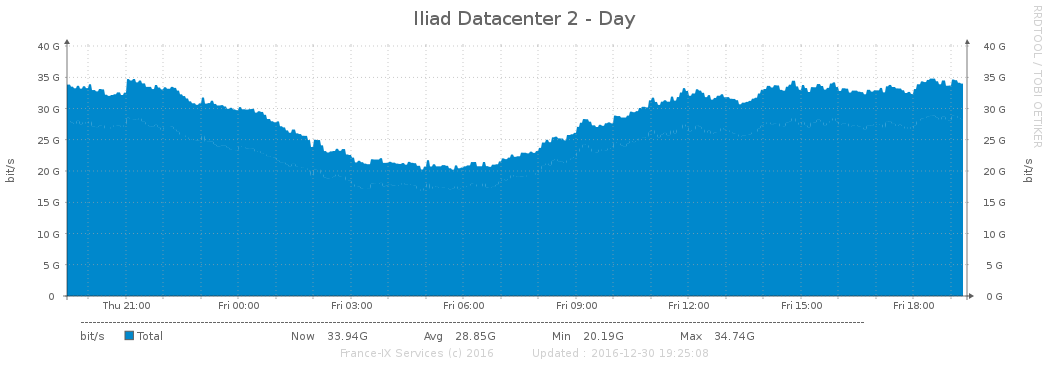 Iliad Datacenter 2 - Day
RRDTOOL / TOBI OETIKER
bit/s
40 G 40 G
35 G 35 G
30 G 30 G
25 G 25 G
20 G 20 G
15 G 15 G
10 G 10 G
5 G 5 G
0 0 G
bit/s
Thu 21:00 Fri 00:00 Fri 03:00 Fri 06:00 Fri 09:00 Fri 12:00 Fri 15:00 Fri 18:00
bit/s Total Now 33.94G Avg 28.85G Min 20.19G Max 34.74G
France-IX Services (c) 2016 Updated : 2016-12-30 19:25:08